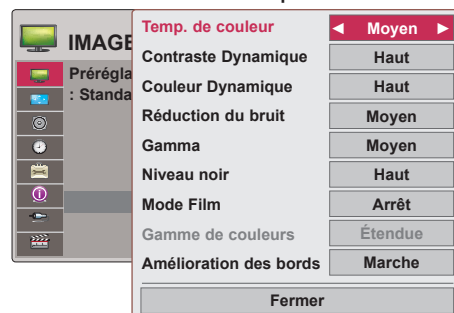 IMAGE
Prérégla
: Standa
Temp. de couleur ◄ Moyen ►
Contraste Dynamique Haut
Couleur Dynamique Haut
Réduction du bruit Moyen
Gamma Moyen
Niveau noir Haut
Mode Film Arrêt
Gamme de couleurs Étendue
Amélioration des bords Marche
Fermer